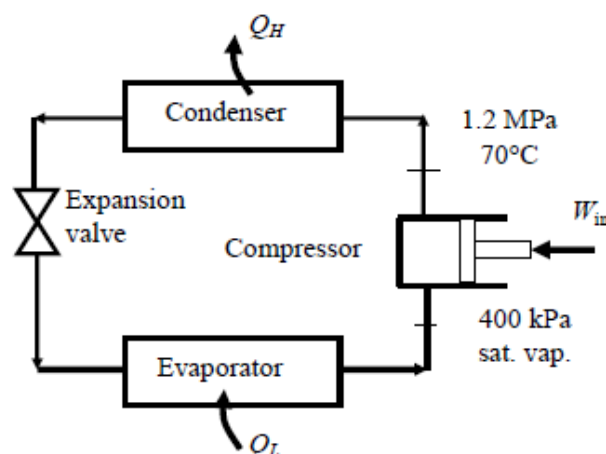 Q_H
Condenser
1.2 MPa
70°C
Expansion
valve
Compressor
W_in
400 kPa
sat. vap.
Evaporator
Q_L